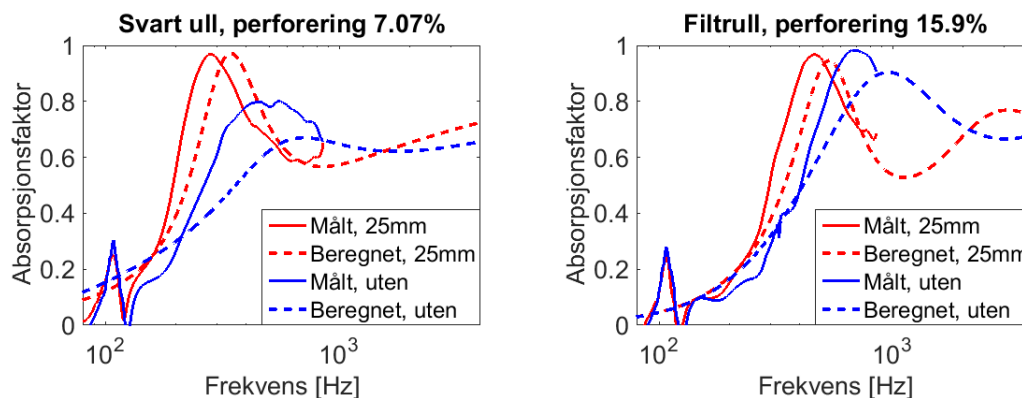 Svart ull, perforering 7.07%
Absorpsjonsfaktor
1
0.8
0.6
0.4
0.2
0
Målt, 25mm
Beregnet, 25mm
Målt, uten
Beregnet, uten
10²
10³
Frekvens [Hz]
Filtrull, perforering 15.9%
Absorpsjonsfaktor
1
0.8
0.6
0.4
0.2
0
Målt, 25mm
Beregnet, 25mm
Målt, uten
Beregnet, uten
10²
10³
Frekvens [Hz]